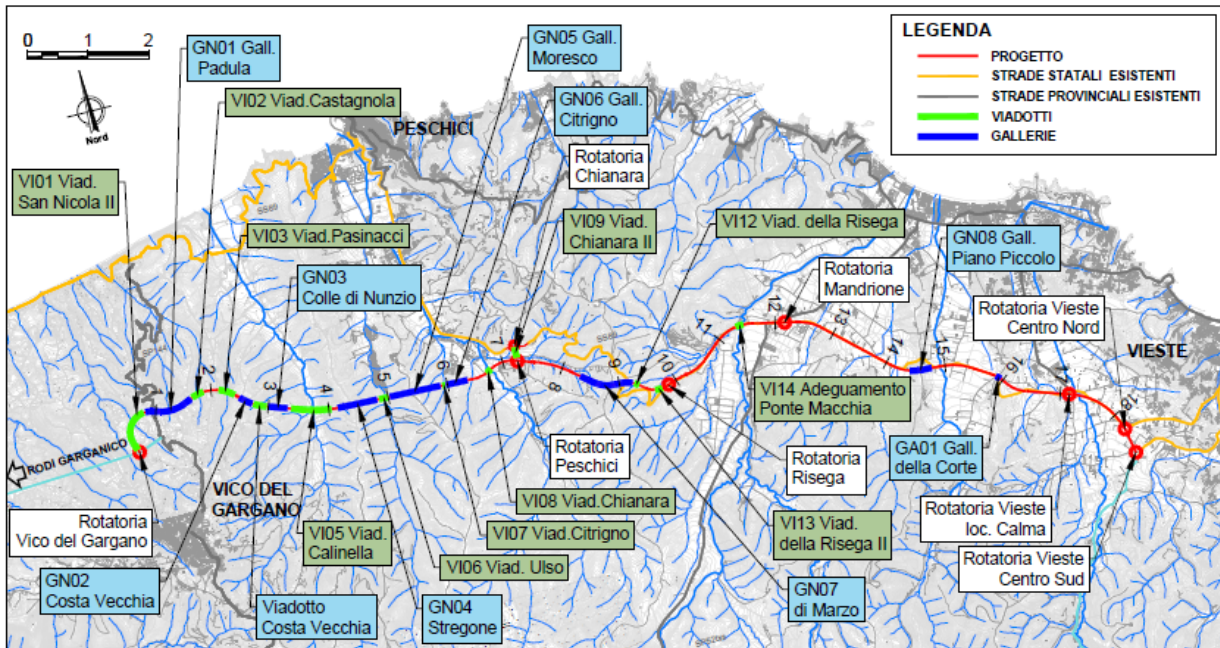 0 1 2
Nord
GN01 Gall.
Padula
VI02 Viad.Castagnola
PESCHICI
GN05 Gall.
Moresco
GN06 Gall.
Citrigno
Rotatoria
Chianara
LEGENDA
PROGETTO
STRADE STATALI ESISTENTI
STRADE PROVINCIALI ESISTENTI
VIADOTTI
GALLERIE
VI01 Viad.
San Nicola II
VI03 Viad.Pasinacci
GN03
Colle di Nunzio
VI09 Viad.
Chianara II
VI12 Viad. della Risega
GN08 Gall.
Piano Piccolo
Rotatoria
Mandrione
Rotatoria Vieste
Centro Nord
VIESTE
SS89
SS89
1
2
3
4
5
6
7
8
9
10
11
12
13
14
15
16
17
18
RODI GARGANICO
VICO DEL
GARGANO
Rotatoria
Vico del Gargano
VI05 Viad.
Calinella
Rotatoria
Peschici
VI08 Viad.Chianara
VI07 Viad.Citrigno
VI06 Viad. Ulso
Rotatoria
Risega
VI14 Adeguamento
Ponte Macchia
GA01 Gall.
della Corte
VI13 Viad.
della Risega II
Rotatoria Vieste
loc. Calma
Rotatoria Vieste
Centro Sud
GN02
Costa Vecchia
Viadotto
Costa Vecchia
GN04
Stregone
GN07
di Marzo